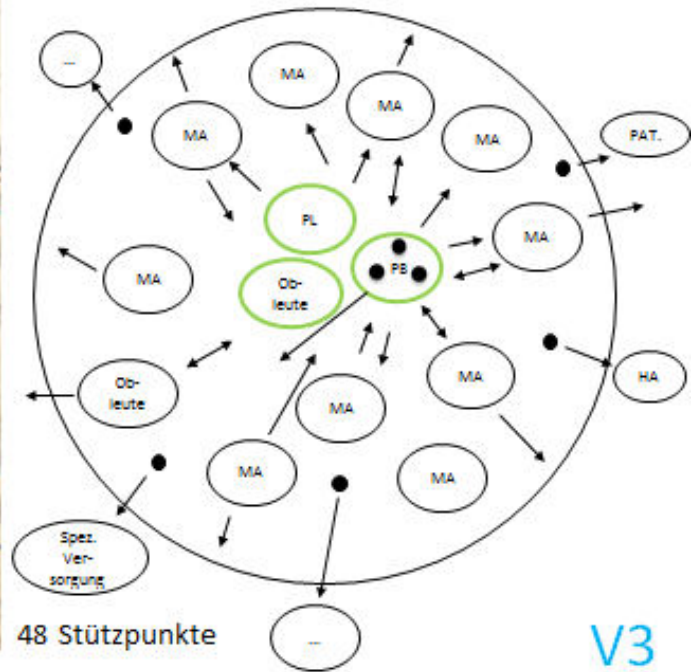 ...
MA
MA
MA
MA
PAT.
PL
MA
PB
MA
Ob-
leute
Ob-
leute
MA
HA
MA
MA
MA
Spez.
Ver-
sorgung
48 Stützpunkte
...
V3